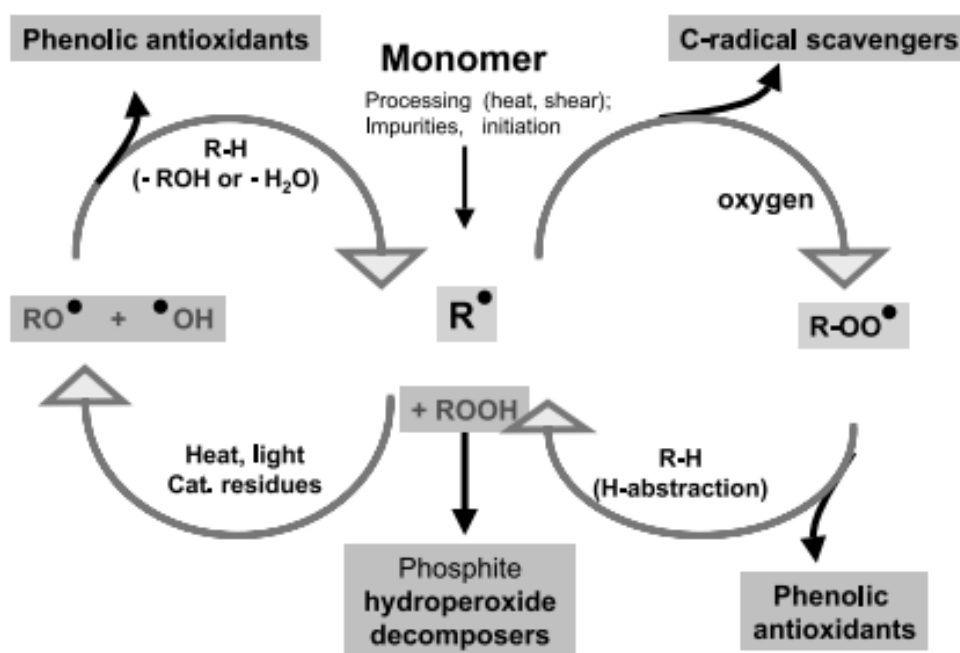 Phenolic antioxidants
C-radical scavengers
Monomer
Processing (heat, shear);
Impurities, initiation
R-H
(- ROH or - H₂O)
oxygen
RO• + •OH
R•
R-OO•
+ ROOH
Heat, light
Cat. residues
R-H
(H-abstraction)
Phosphite
hydroperoxide
decomposers
Phenolic
antioxidants